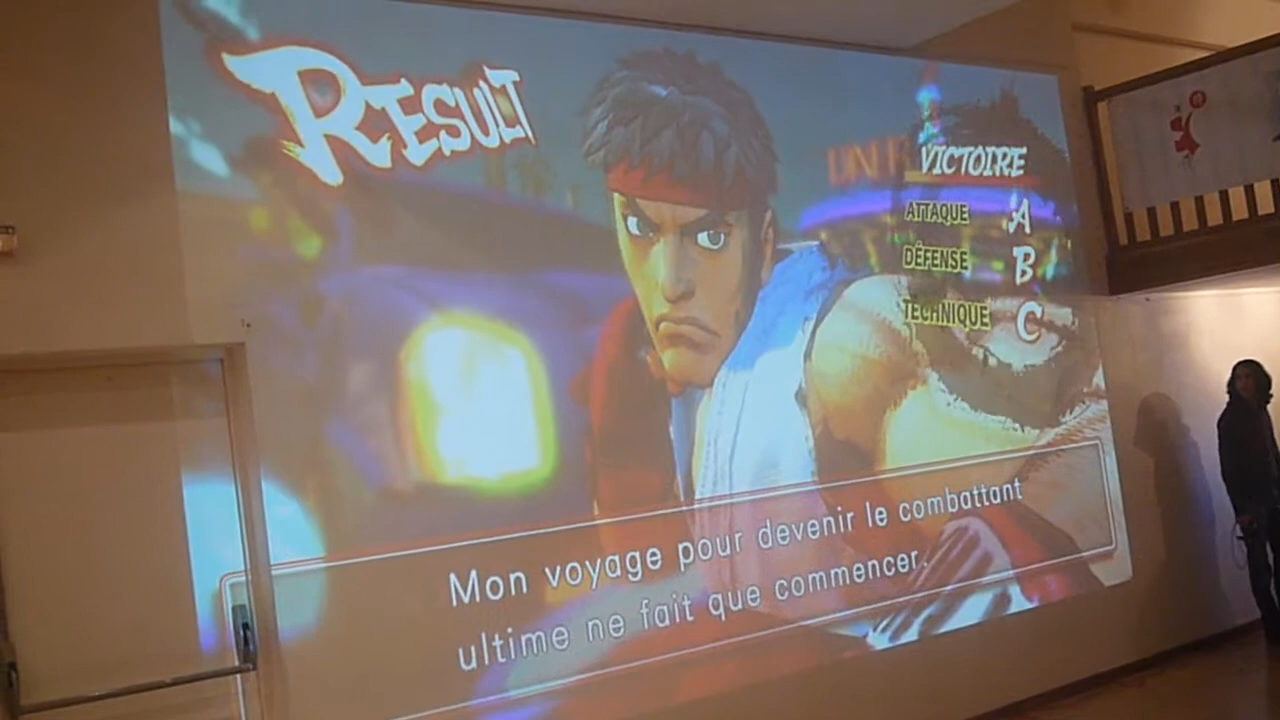 RESULT
VICTOIRE
ATTAQUE A
DÉFENSE B
TECHNIQUE C
Mon voyage pour devenir le combattant
ultime ne fait que commencer.